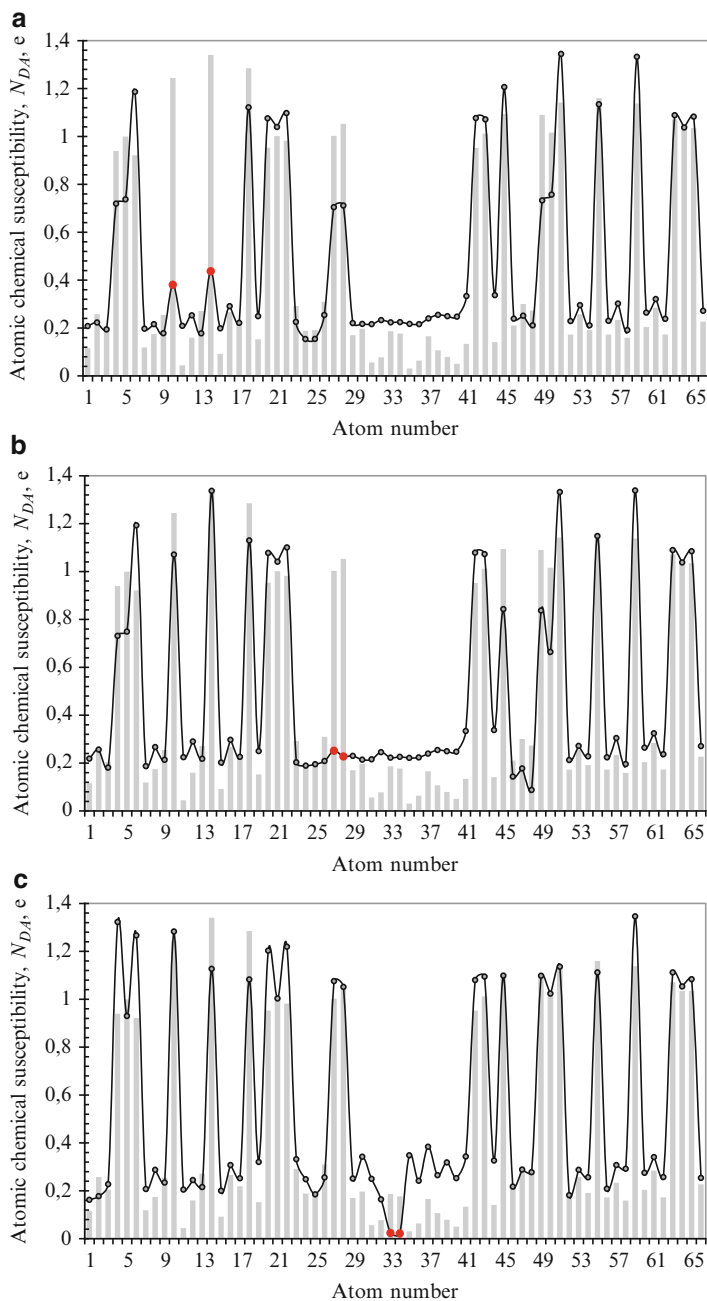 a
Atomic chemical susceptibility, N_DA, e
1,4
1,2
1
0,8
0,6
0,4
0,2
0
1 5 9 13 17 21 25 29 33 37 41 45 49 53 57 61 65
Atom number
b
Atomic chemical susceptibility, N_DA, e
1,4
1,2
1
0,8
0,6
0,4
0,2
0
1 5 9 13 17 21 25 29 33 37 41 45 49 53 57 61 65
Atom number
c
Atomic chemical susceptibility, N_DA, e
1,4
1,2
1
0,8
0,6
0,4
0,2
0
1 5 9 13 17 21 25 29 33 37 41 45 49 53 57 61 65
Atom number